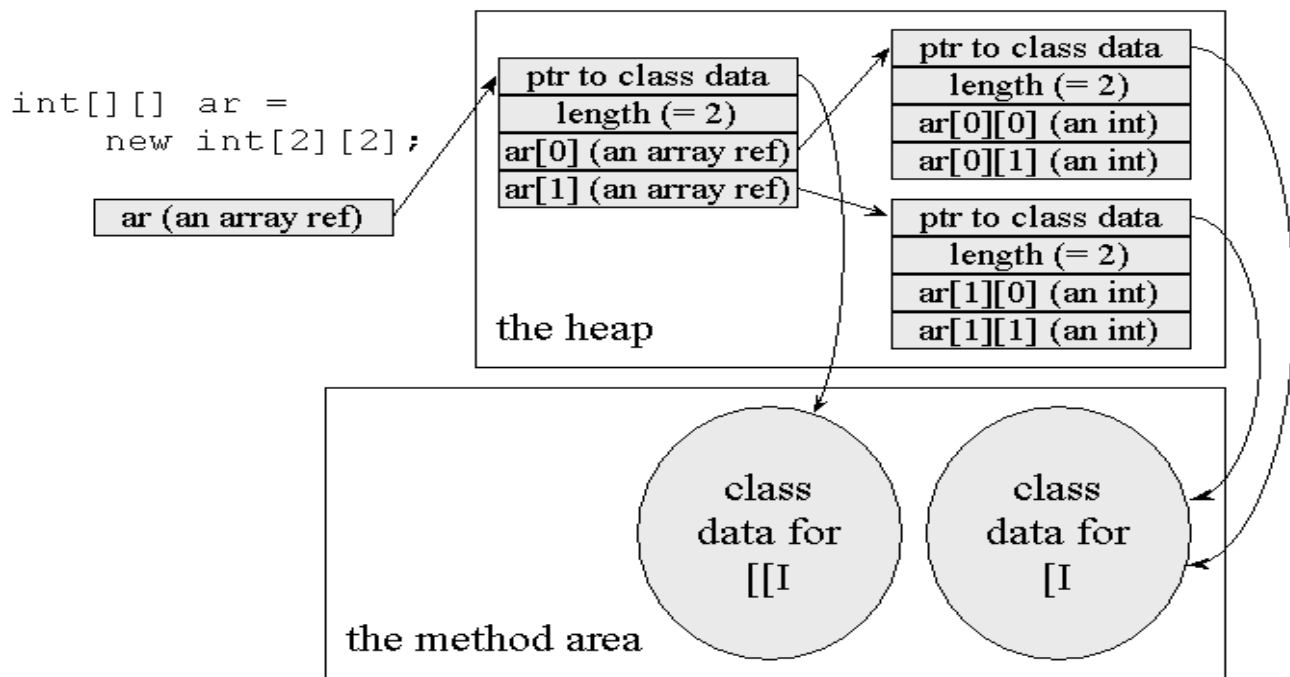 int[][] ar =
new int[2][2];
ar (an array ref)
ptr to class data
length (= 2)
ar[0] (an array ref)
ar[1] (an array ref)
ptr to class data
length (= 2)
ar[0][0] (an int)
ar[0][1] (an int)
ptr to class data
length (= 2)
ar[1][0] (an int)
ar[1][1] (an int)
the heap
class
data for
[[I
class
data for
[I
the method area